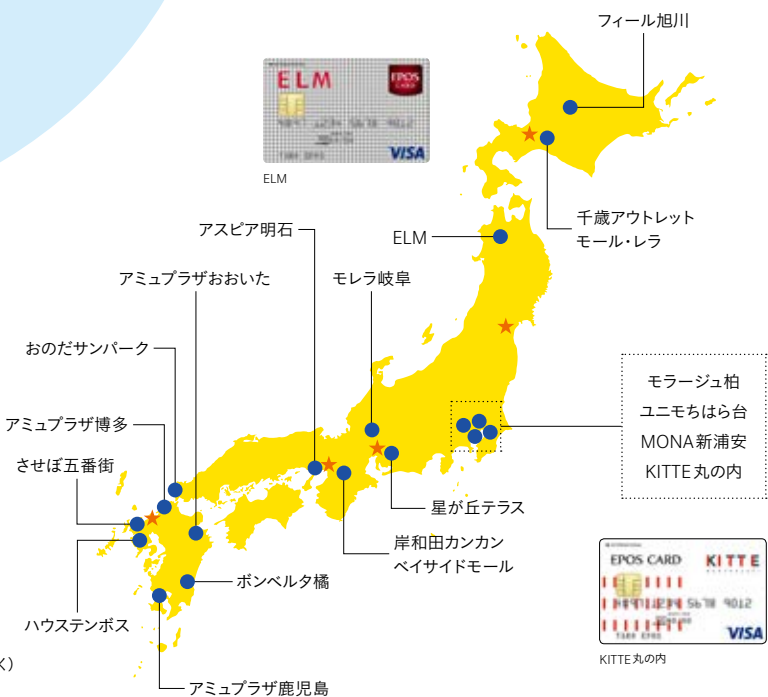 フィール旭川
ELM
EPOS
CARD
VISA
ELM
千歳アウトレット
モール・レラ
アスピア明石
ELM
アミュプラザおおいた
モレラ岐阜
おのだサンパーク
アミュプラザ博多
させぼ五番街
モラージュ柏
ユニモちはら台
MONA新浦安
KITTE丸の内
星が丘テラス
岸和田カンカン
ベイサイドモール
ボンベルタ橘
ハウステンボス
アミュプラザ鹿児島
EPOS CARD
KITTE
5678 9012
VISA
KITTE丸の内